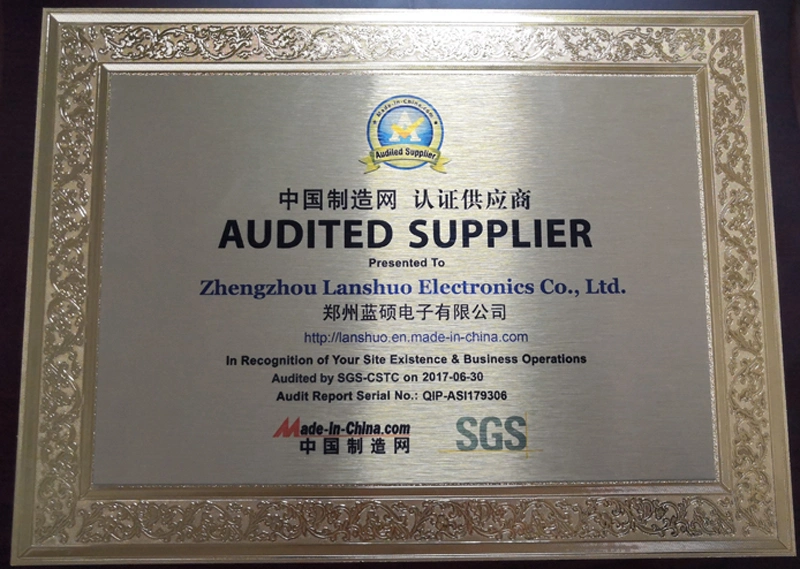 Made-in-China.com
Audited Supplier
中国制造网 认证供应商
AUDITED SUPPLIER
Presented To
Zhengzhou Lanshuo Electronics Co., Ltd.
郑州蓝硕电子有限公司
http://lanshuo.en.made-in-china.com
In Recognition of Your Site Existence & Business Operations
Audited by SGS-CSTC on 2017-06-30
Audit Report Serial No.: QIP-ASI179306
Made-in-China.com
中国制造网
SGS